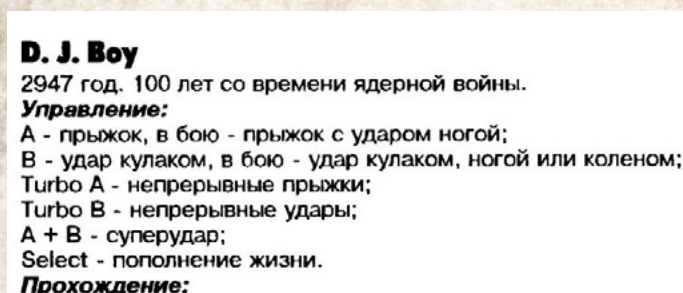 D. J. Boy
2947 год. 100 лет со времени ядерной войны.
Управление:
А - прыжок, в бою - прыжок с ударом ногой;
В - удар кулаком, в бою - удар кулаком, ногой или коленом;
Turbo A - непрерывные прыжки;
Turbo B - непрерывные удары;
A + B - суперудар;
Select - пополнение жизни.
Прохождение: